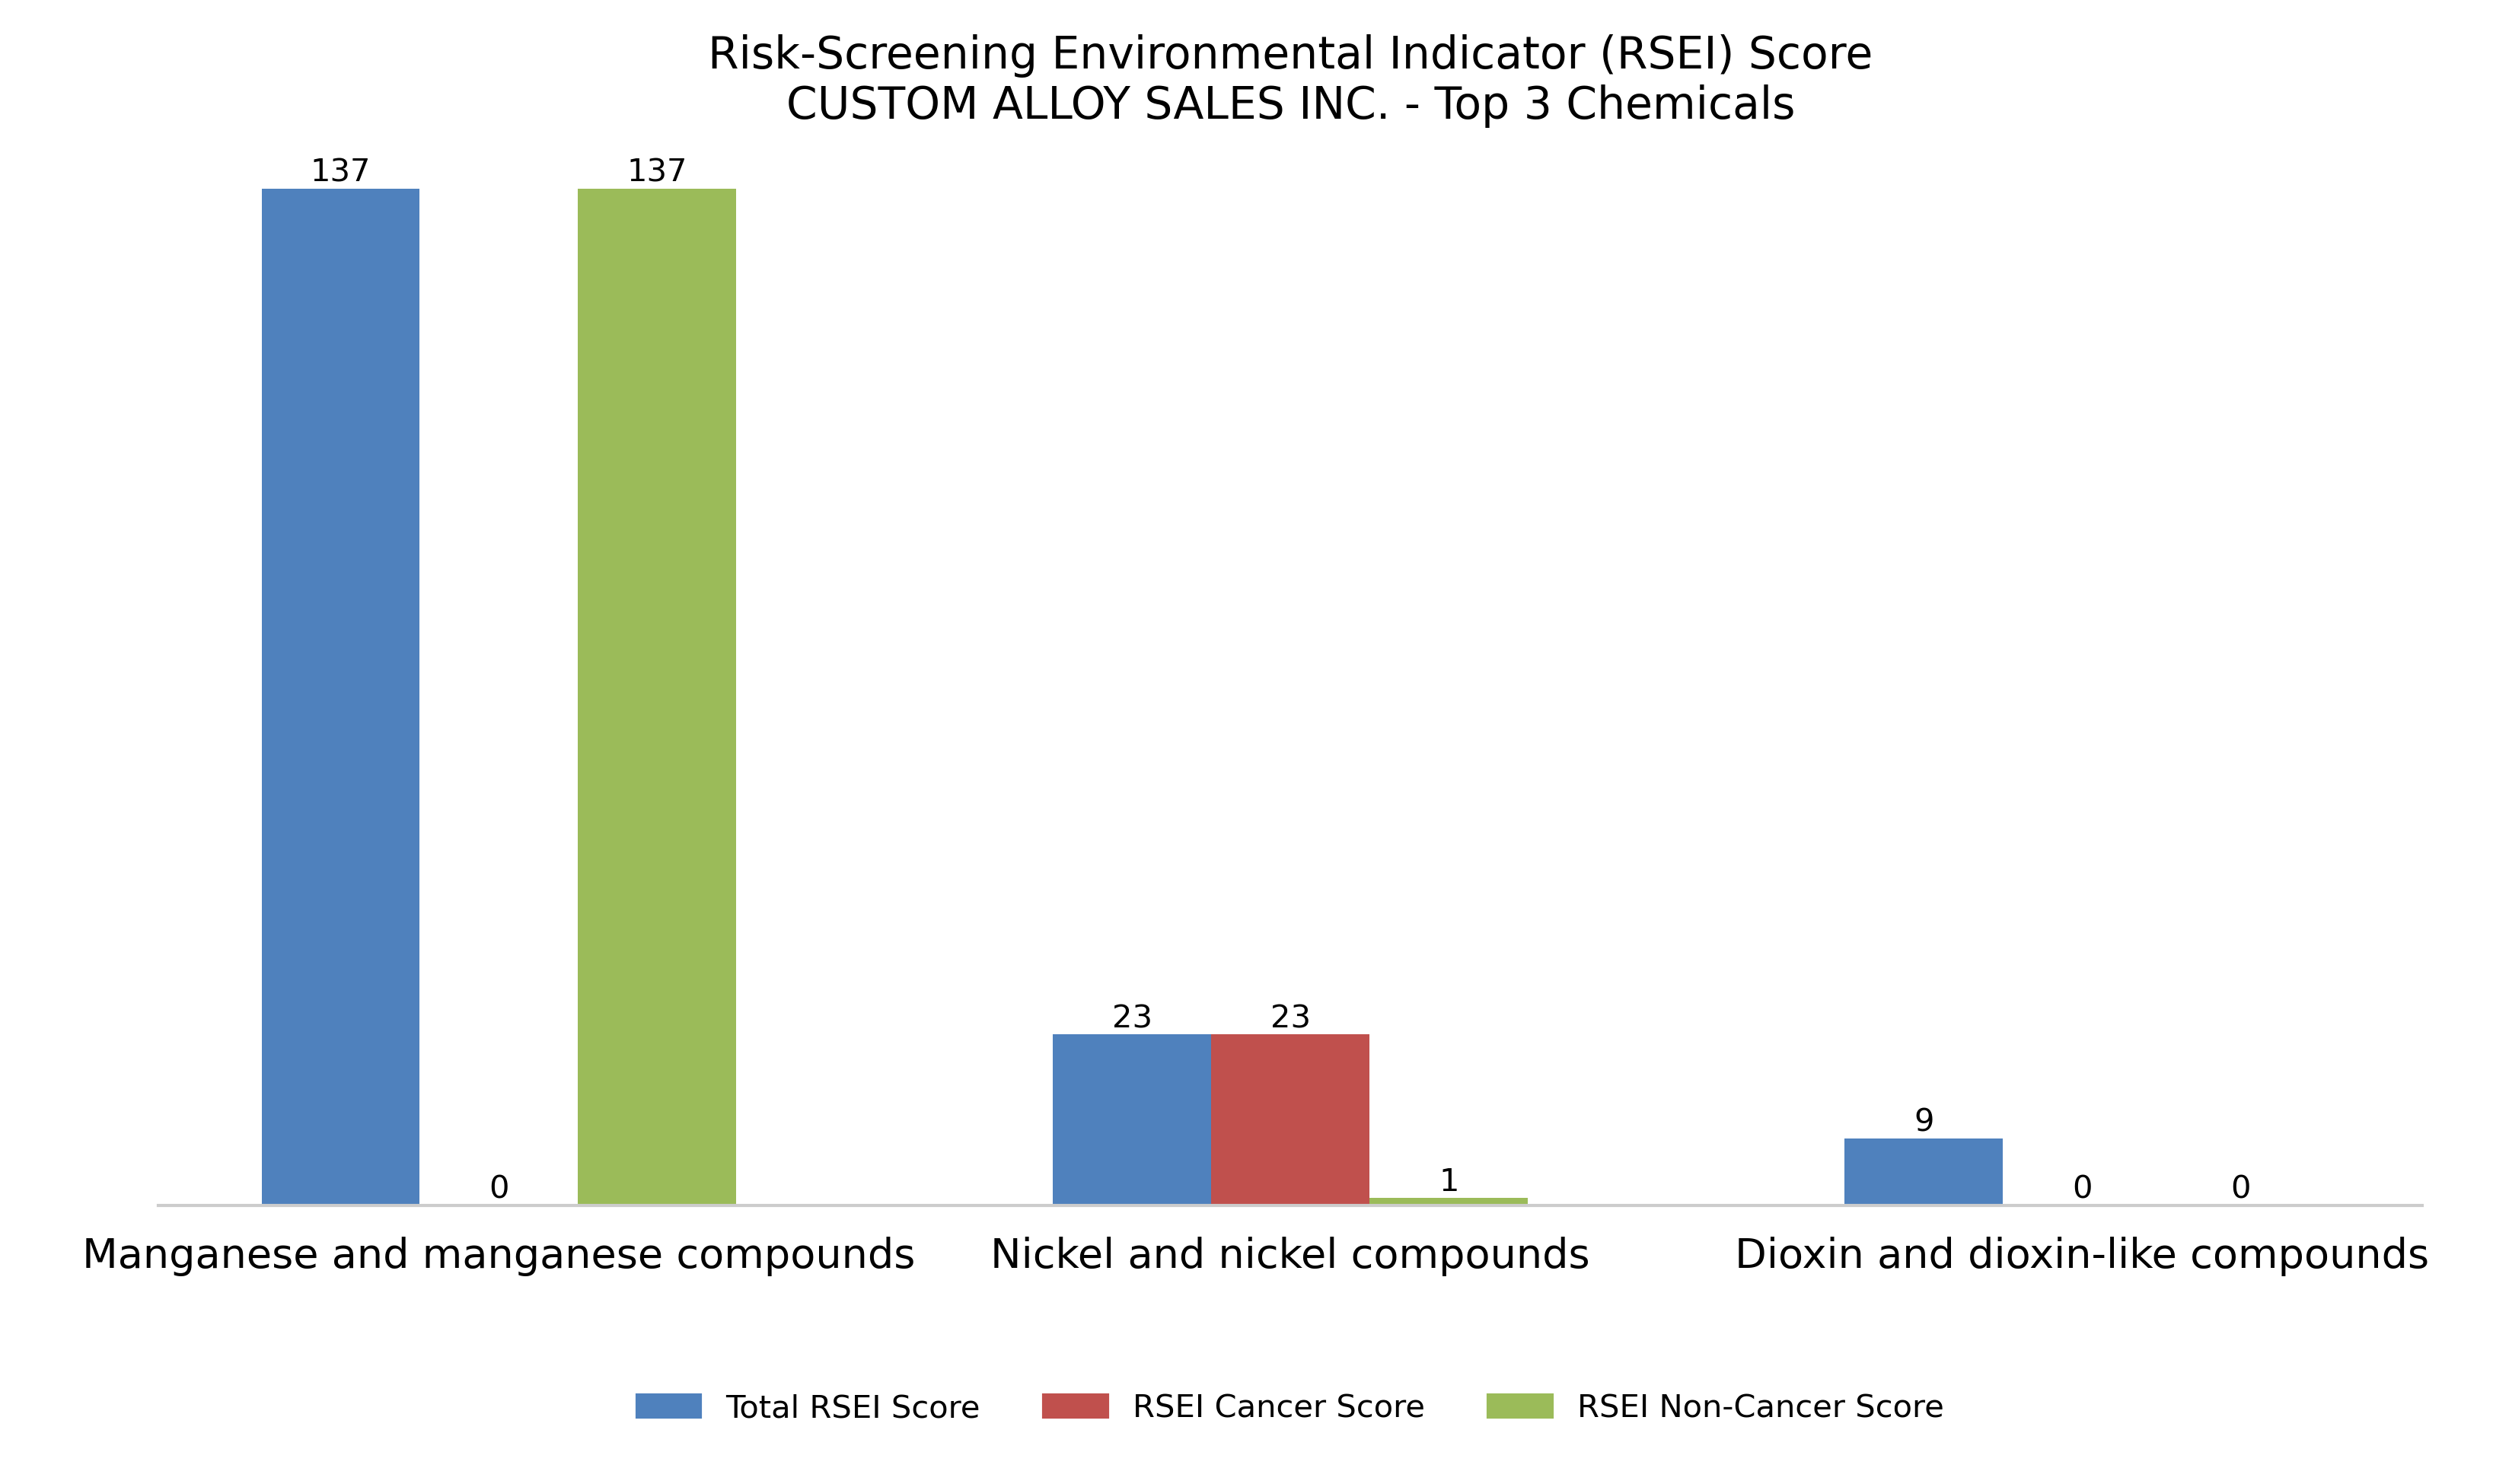 Risk-Screening Environmental Indicator (RSEI) Score
CUSTOM ALLOY SALES INC. - Top 3 Chemicals
137
0
137
23
23
1
9
0
0
Manganese and manganese compounds
Nickel and nickel compounds
Dioxin and dioxin-like compounds
Total RSEI Score
RSEI Cancer Score
RSEI Non-Cancer Score